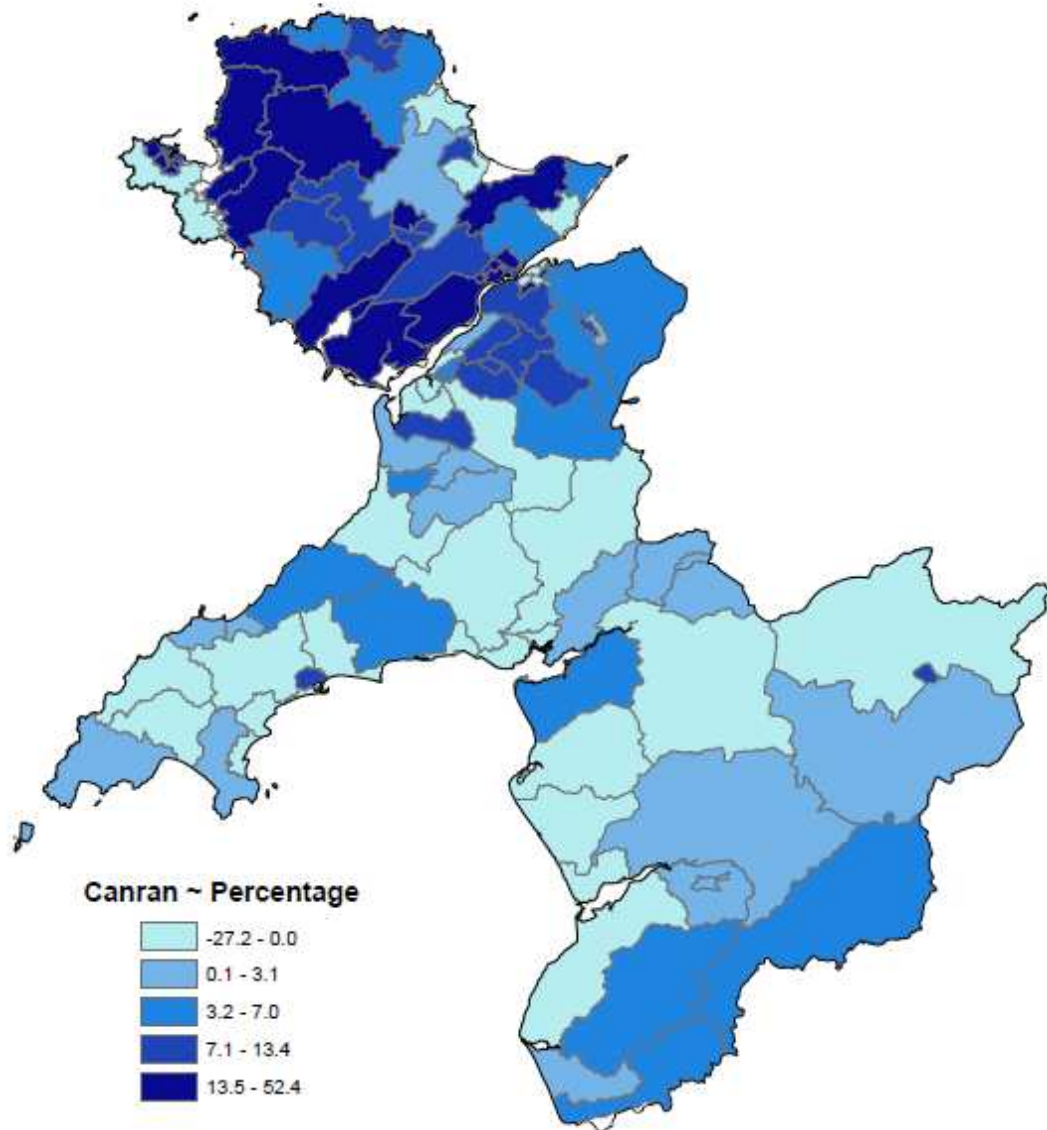 Canran ~ Percentage
-27.2 - 0.0
0.1 - 3.1
3.2 - 7.0
7.1 - 13.4
13.5 - 52.4